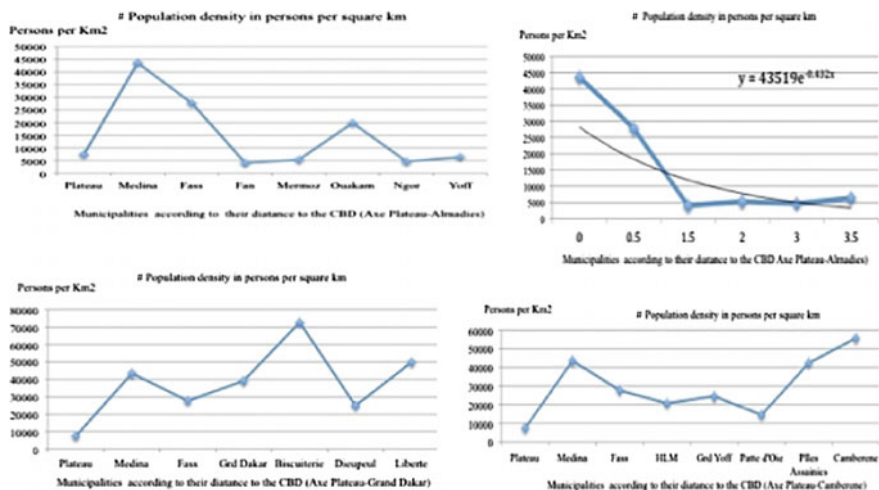 # Population density in persons per square km
Persons per Km2
50000
45000
40000
35000
30000
25000
20000
15000
10000
5000
0
Plateau Medina Fass Fan Mermoz Ouakam Ngor Yoff
Municipalities according to their diatance to the CBD (Axe Plateau-Almadies)
# Population density in persons per square km
Persons per Km2
y = 43519e-0.432x
50000
45000
40000
35000
30000
25000
20000
15000
10000
5000
0
0 0.5 1.5 2 3 3.5
Municipalities according to their diatance to the CBD Axe Plateau-Almadies)
# Population density in persons per square km
Persons per Km2
80000
70000
60000
50000
40000
30000
20000
10000
0
Plateau Medina Fass Grd Dakar Biscuiterie Dieupeul Liberte
Municipalities according to their diatance to the CBD (Axe Plateau-Grand Dakar)
Persons per Km2
# Population density in persons per square km
60000
50000
40000
30000
20000
10000
0
Plateau Medina Fass HLM Grd Yoff Patte d'Oie Plles Camberene
Assainies
Municipalities according to their diatance to the CBD (Axe Plateau-Camberene)